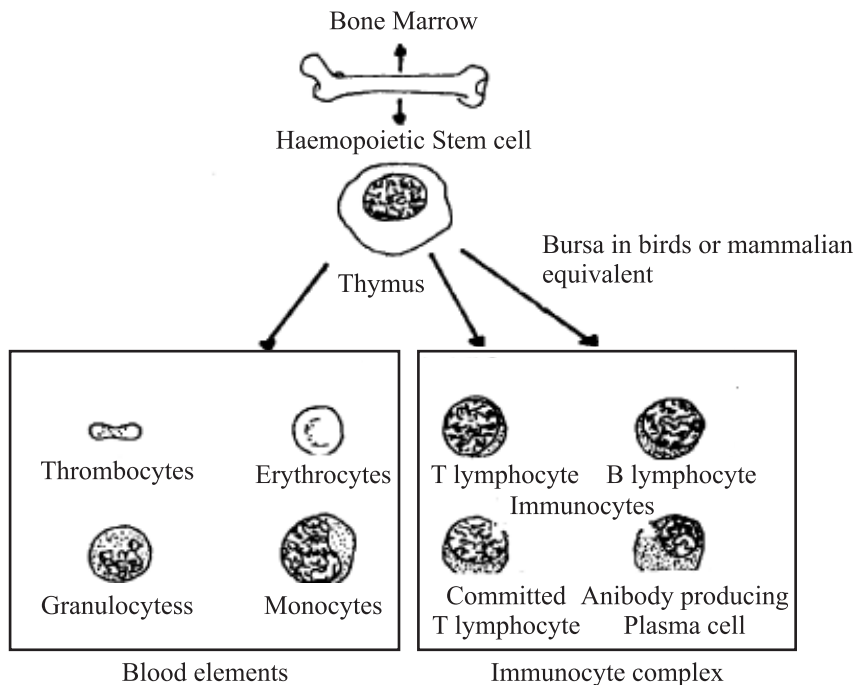 Bone Marrow
Haemopoietic Stem cell
Bursa in birds or mammalian
equivalent
Thymus
Thrombocytes
Erythrocytes
Granulocytess
Monocytes
Blood elements
T lymphocyte
B lymphocyte
Immunocytes
Committed
T lymphocyte
Anibody producing
Plasma cell
Immunocyte complex